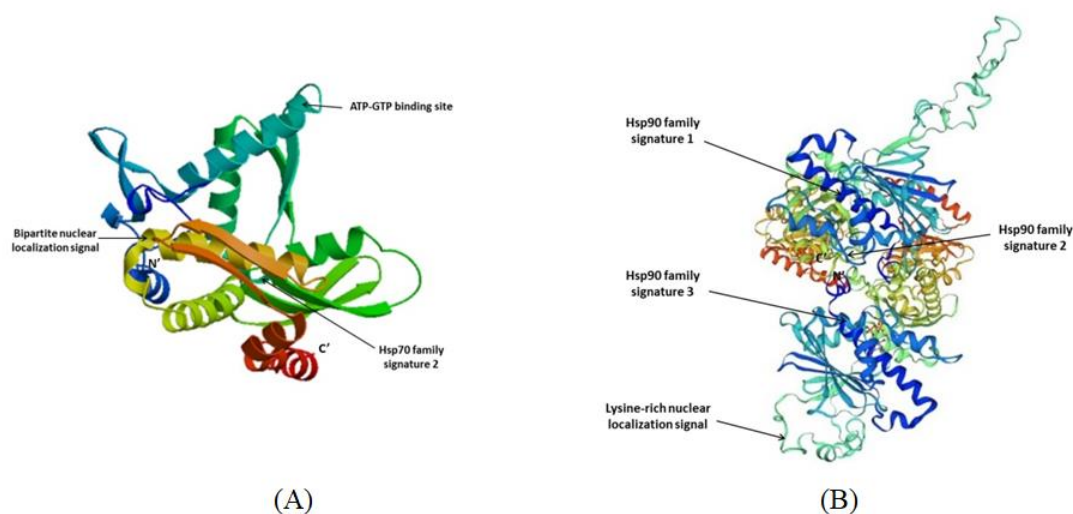 ATP-GTP binding site
Bipartite nuclear
localization signal
N'
C'
Hsp70 family
signature 2
(A)
Hsp90 family
signature 1
Hsp90 family
signature 2
C'
N'
Hsp90 family
signature 3
Lysine-rich nuclear
localization signal
(B)